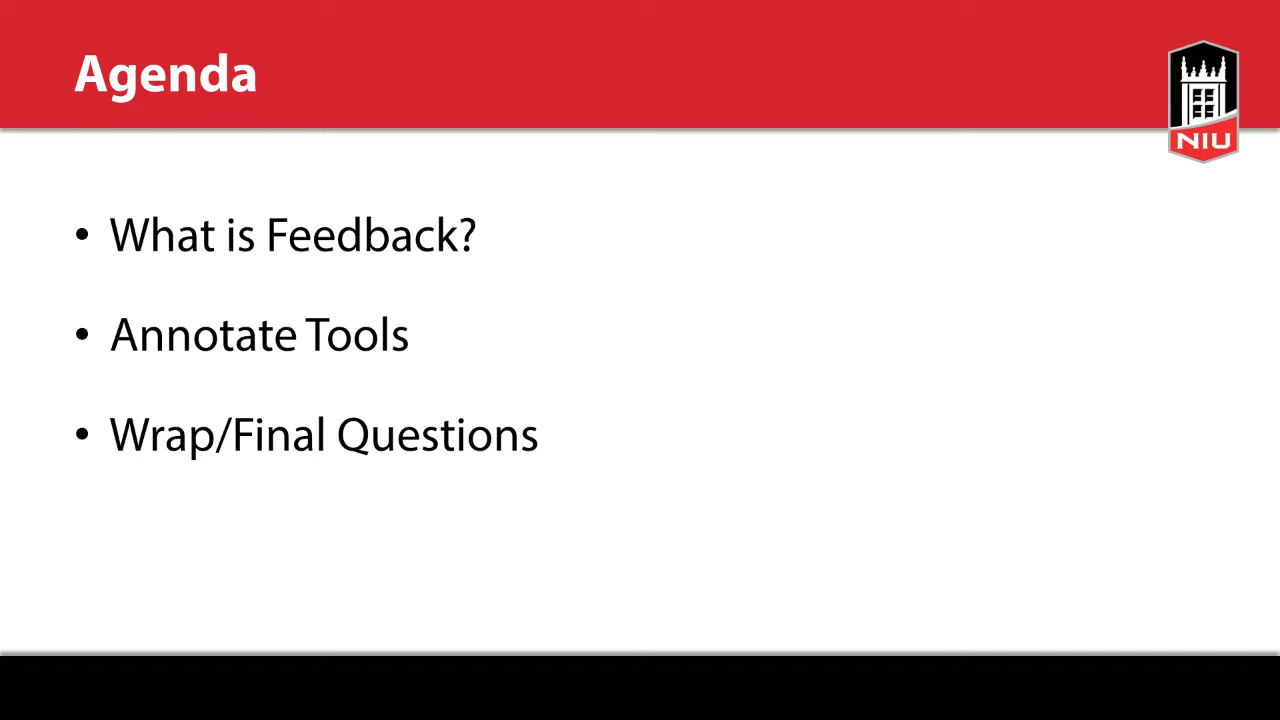 Agenda
NIU
• What is Feedback?
• Annotate Tools
• Wrap/Final Questions